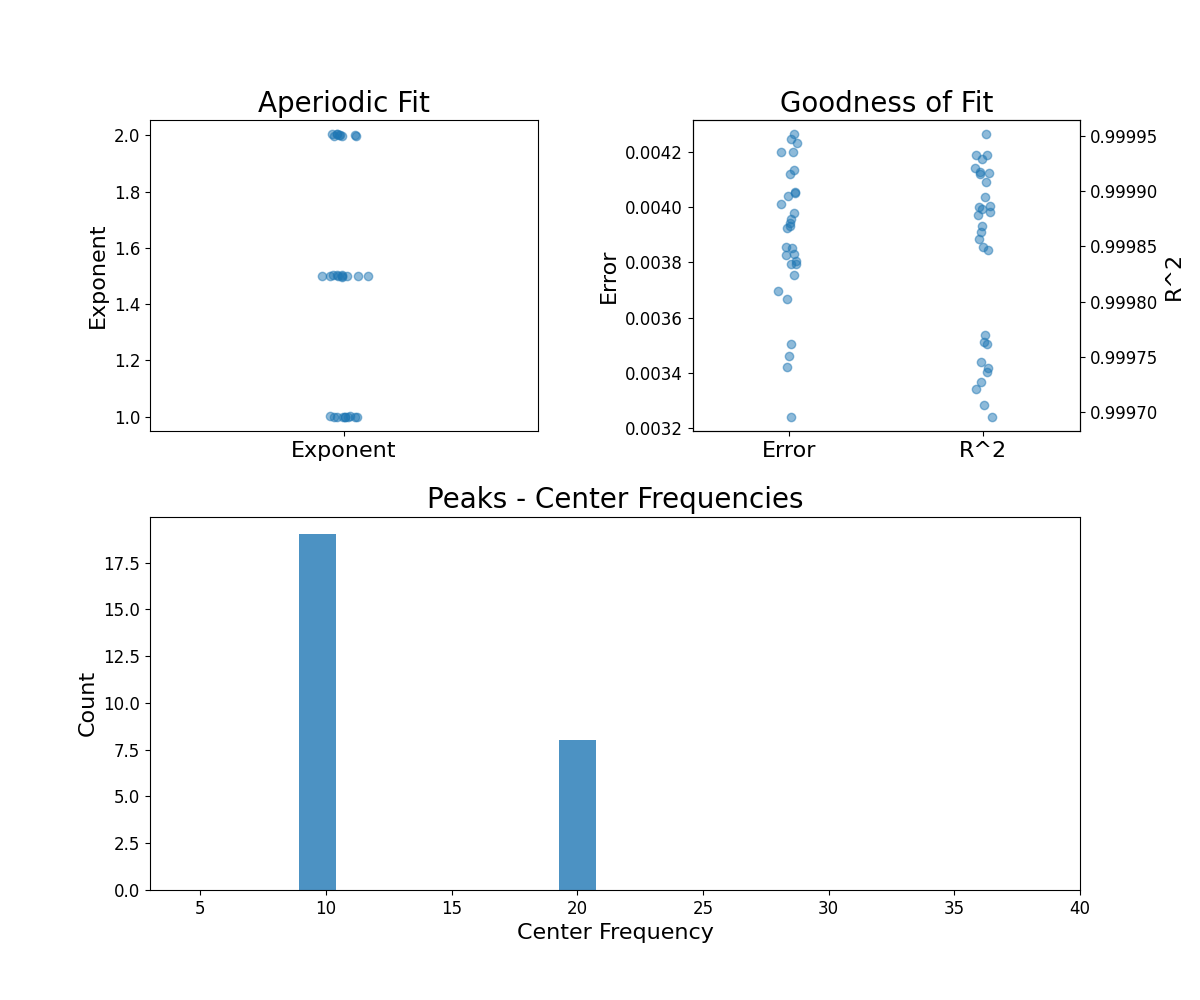 Aperiodic Fit
Exponent
2.0
1.8
1.6
1.4
1.2
1.0
Exponent
Goodness of Fit
Error
0.0042
0.0040
0.0038
0.0036
0.0034
0.0032
Error
R^2
0.99995
0.99990
0.99985
0.99980
0.99975
0.99970
R^2
Peaks - Center Frequencies
Count
17.5
15.0
12.5
10.0
7.5
5.0
2.5
0.0
5 10 15 20 25 30 35 40
Center Frequency